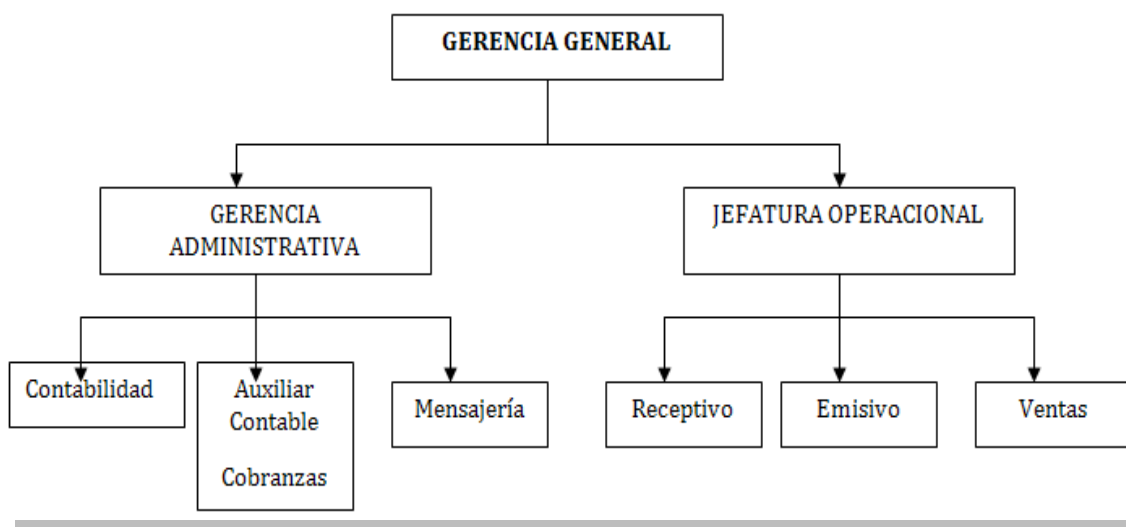 GERENCIA GENERAL
GERENCIA
ADMINISTRATIVA
JEFATURA OPERACIONAL
Contabilidad
Auxiliar
Contable
Cobranzas
Mensajería
Receptivo
Emisivo
Ventas